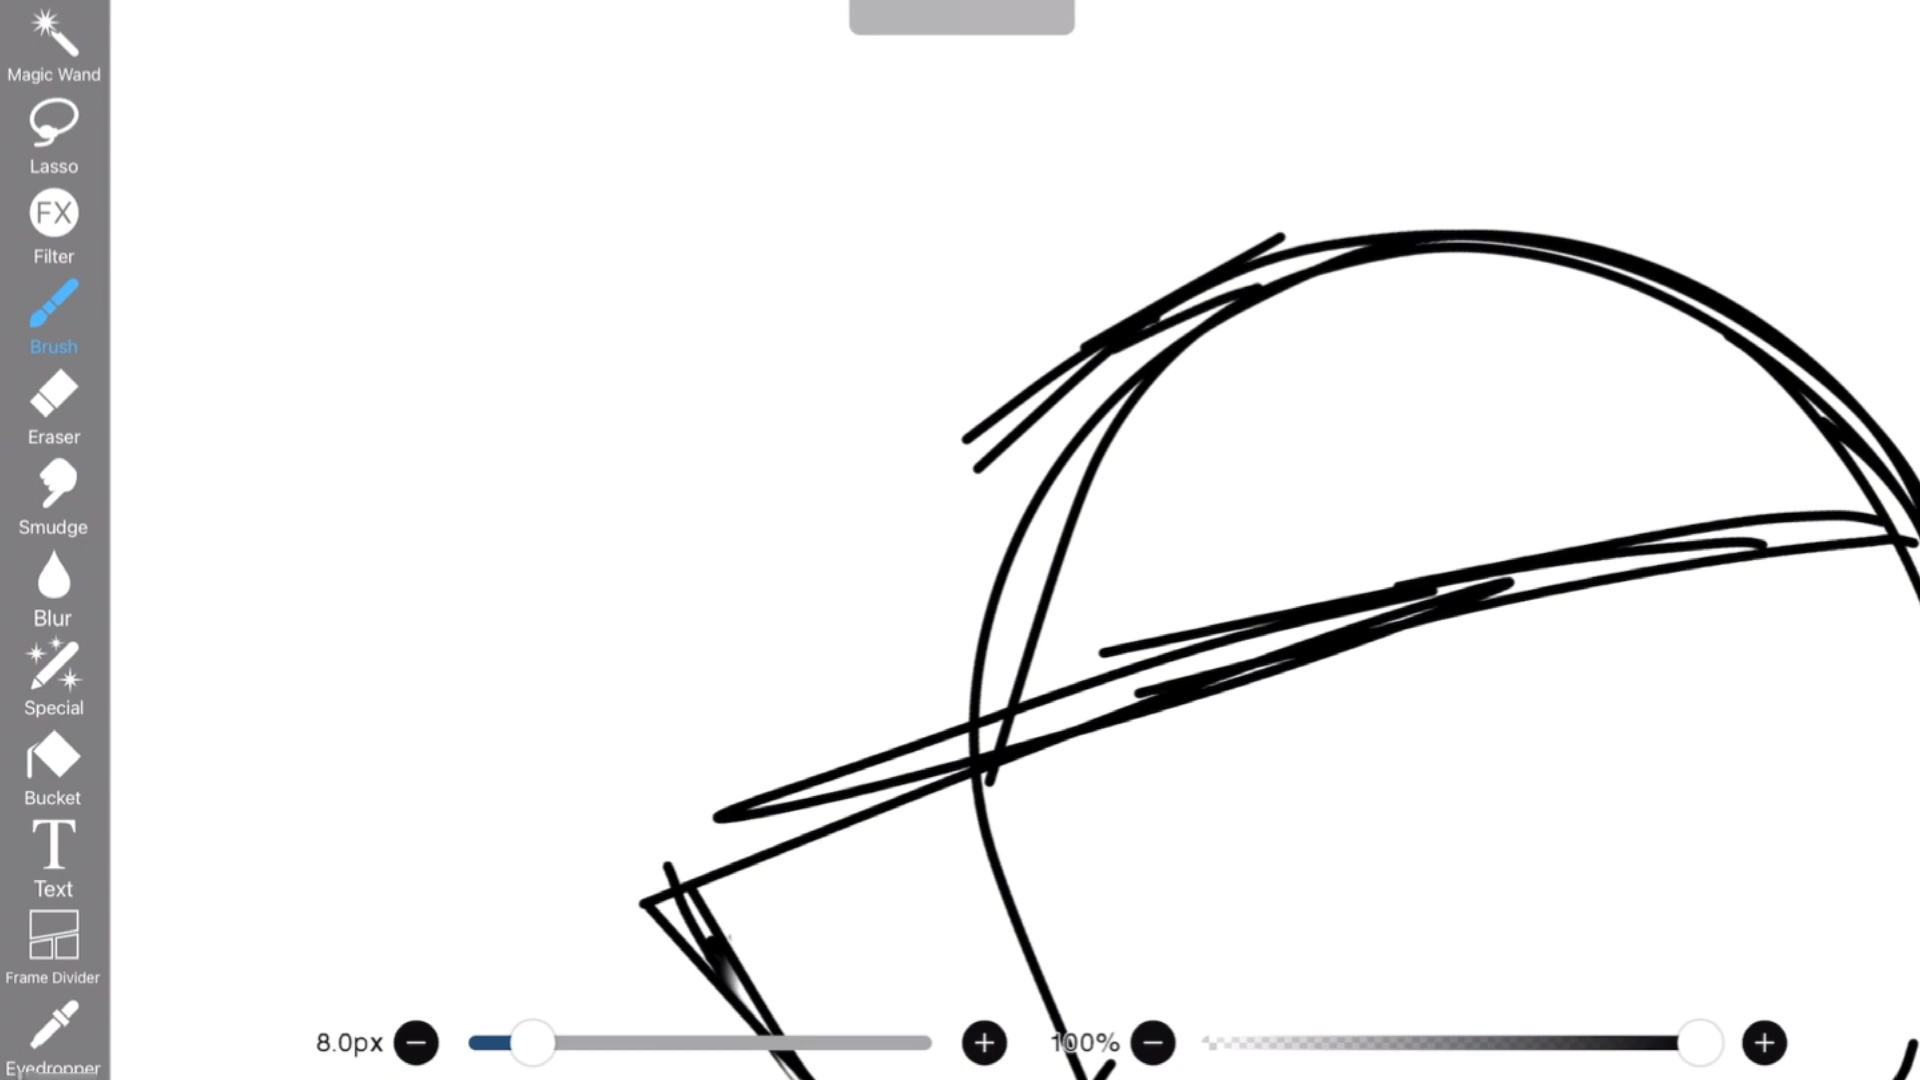 Magic Wand
Lasso
FX
Filter
Brush
Eraser
Smudge
Blur
Special
Bucket
T
Text
Frame Divider
Eyedropper
8.0px
100%